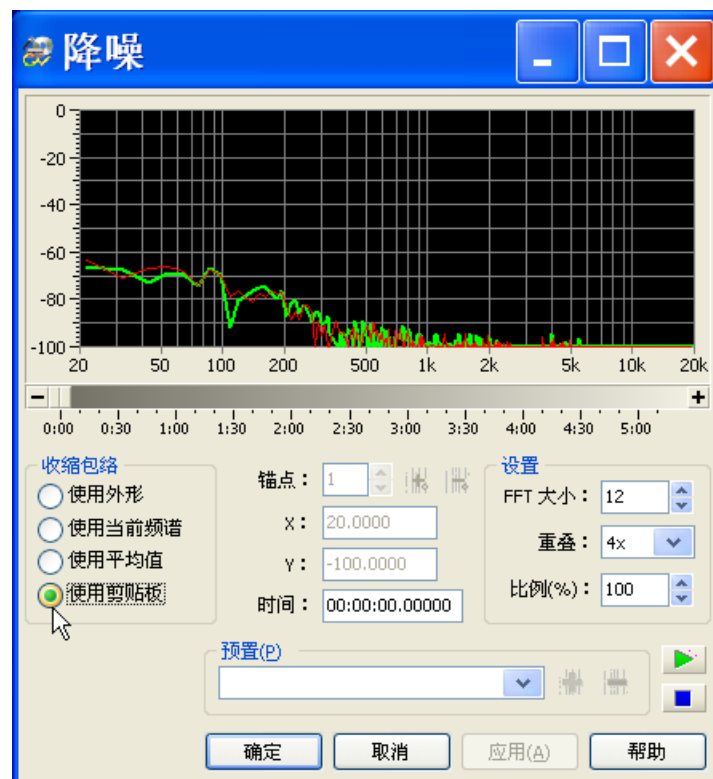 降噪
0
-20
-40
-60
-80
-100
20 50 100 200 500 1k 2k 5k 10k 20k
0:00 0:30 1:00 1:30 2:00 2:30 3:00 3:30 4:00 4:30 5:00
收缩包络
使用外形
使用当前频谱
使用平均值
使用剪贴板
锚点： 1
X： 20.0000
Y： -100.0000
时间： 00:00:00.00000
设置
FFT 大小： 12
重叠： 4x
比例(%)： 100
预置(P)
确定 取消 应用(A) 帮助